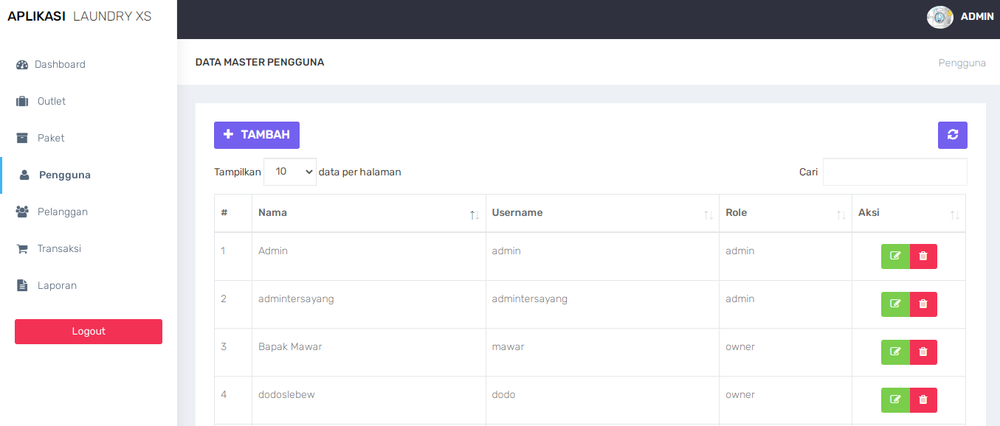 APLIKASI LAUNDRY XS
ADMIN
Dashboard
Outlet
Paket
Pengguna
Pelanggan
Transaksi
Laporan
Logout
DATA MASTER PENGGUNA
Pengguna
TAMBAH
Tampilkan 10 data per halaman
Cari
# Nama Username Role Aksi
1 Admin admin admin
2 admintersayang admintersayang admin
3 Bapak Mawar mawar owner
4 dodoslebew dodo owner